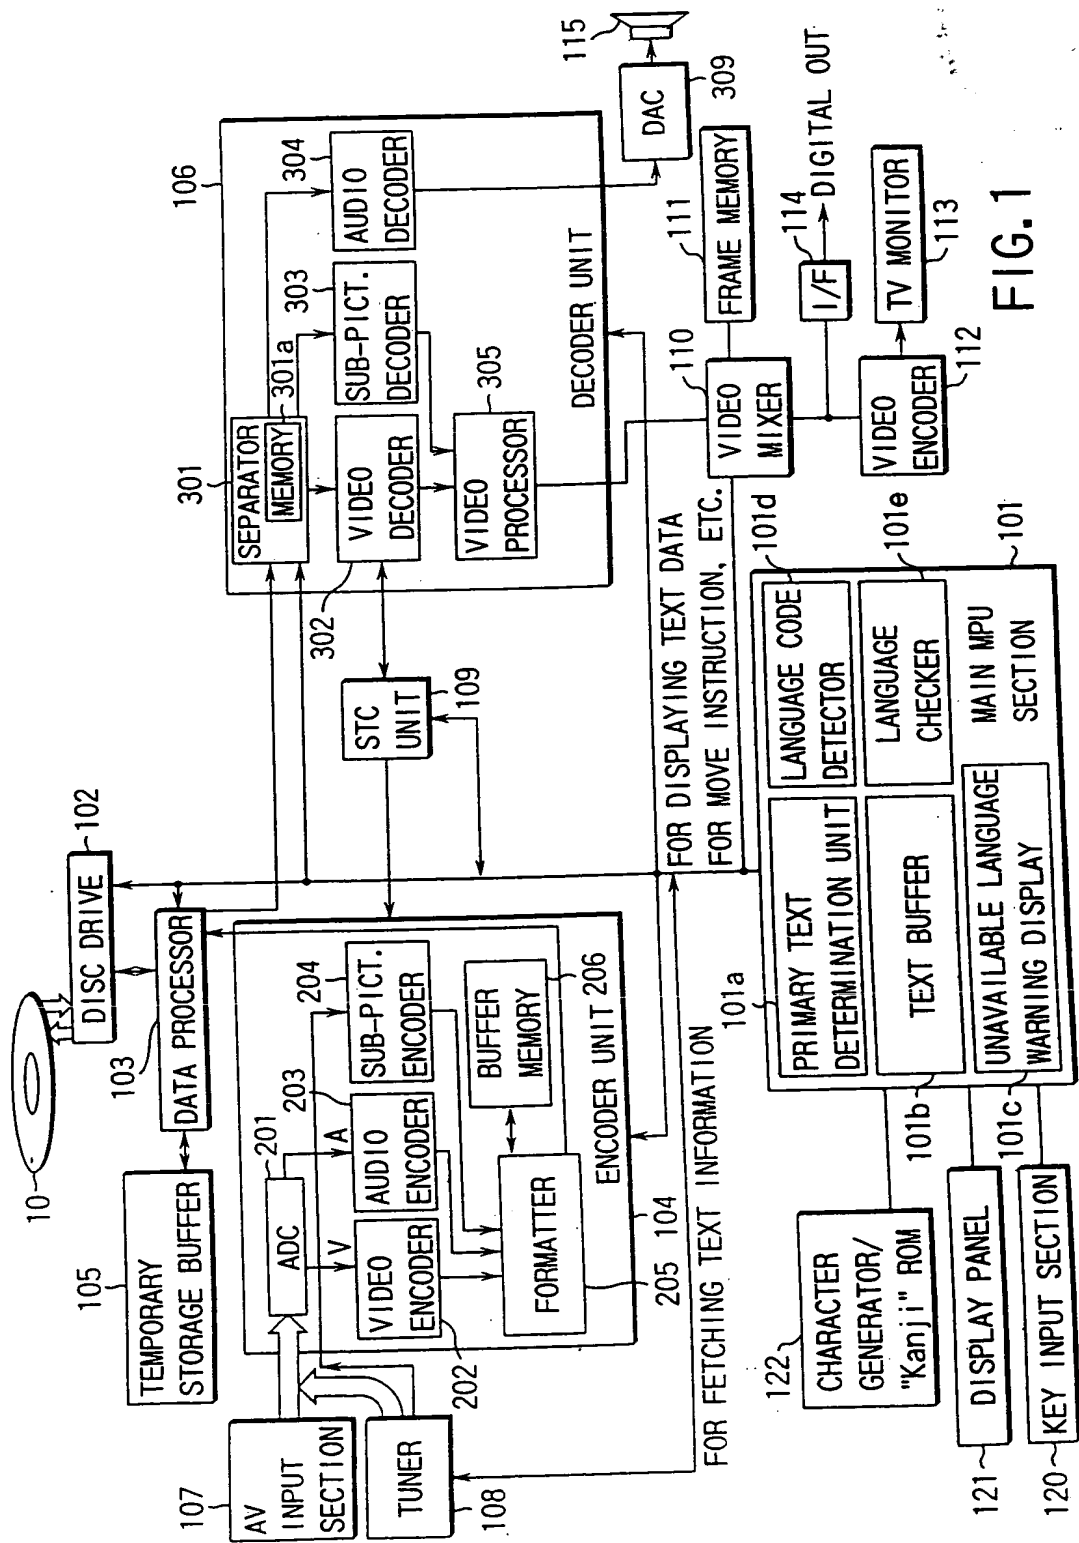 10
DISC DRIVE
102
103
DATA PROCESSOR
105
TEMPORARY
STORAGE BUFFER
107
AV
INPUT
SECTION
TUNER
108
201
ADC
V
A
VIDEO
ENCODER
202
203
AUDIO
ENCODER
204
SUB-PICT.
ENCODER
FORMATTER
205
BUFFER
MEMORY
206
ENCODER UNIT
104
STC
UNIT
109
106
301
SEPARATOR
MEMORY
301a
302
VIDEO
DECODER
303
SUB-PICT.
DECODER
304
AUDIO
DECODER
VIDEO
PROCESSOR
305
DECODER UNIT
DAC
309
115
FOR FETCHING TEXT INFORMATION
FOR DISPLAYING TEXT DATA
FOR MOVE INSTRUCTION, ETC.
110
VIDEO
MIXER
111
FRAME MEMORY
I/F
114
DIGITAL OUT
VIDEO
ENCODER
112
TV MONITOR
113
101a
PRIMARY TEXT
DETERMINATION UNIT
LANGUAGE CODE
DETECTOR
101d
TEXT BUFFER
101b
LANGUAGE
CHECKER
101e
UNAVAILABLE LANGUAGE
WARNING DISPLAY
101c
MAIN MPU
SECTION
101
122
CHARACTER
GENERATOR/
"Kanji" ROM
121
DISPLAY PANEL
120
KEY INPUT SECTION
FIG.1